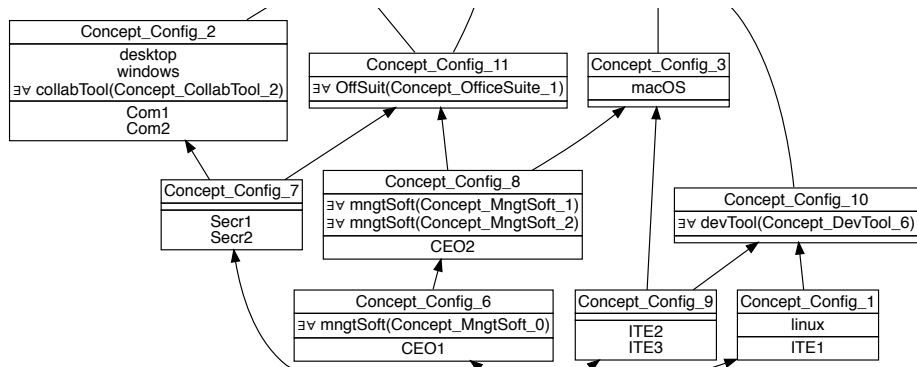 Concept_Config_2
desktop
windows
∃∀ collabTool(Concept_CollabTool_2)
Com1
Com2
Concept_Config_11
∃∀ OffSuit(Concept_OfficeSuite_1)
Concept_Config_3
macOS
Concept_Config_7
Secr1
Secr2
Concept_Config_8
∃∀ mngtSoft(Concept_MngtSoft_1)
∃∀ mngtSoft(Concept_MngtSoft_2)
CEO2
Concept_Config_10
∃∀ devTool(Concept_DevTool_6)
Concept_Config_6
∃∀ mngtSoft(Concept_MngtSoft_0)
CEO1
Concept_Config_9
ITE2
ITE3
Concept_Config_1
linux
ITE1